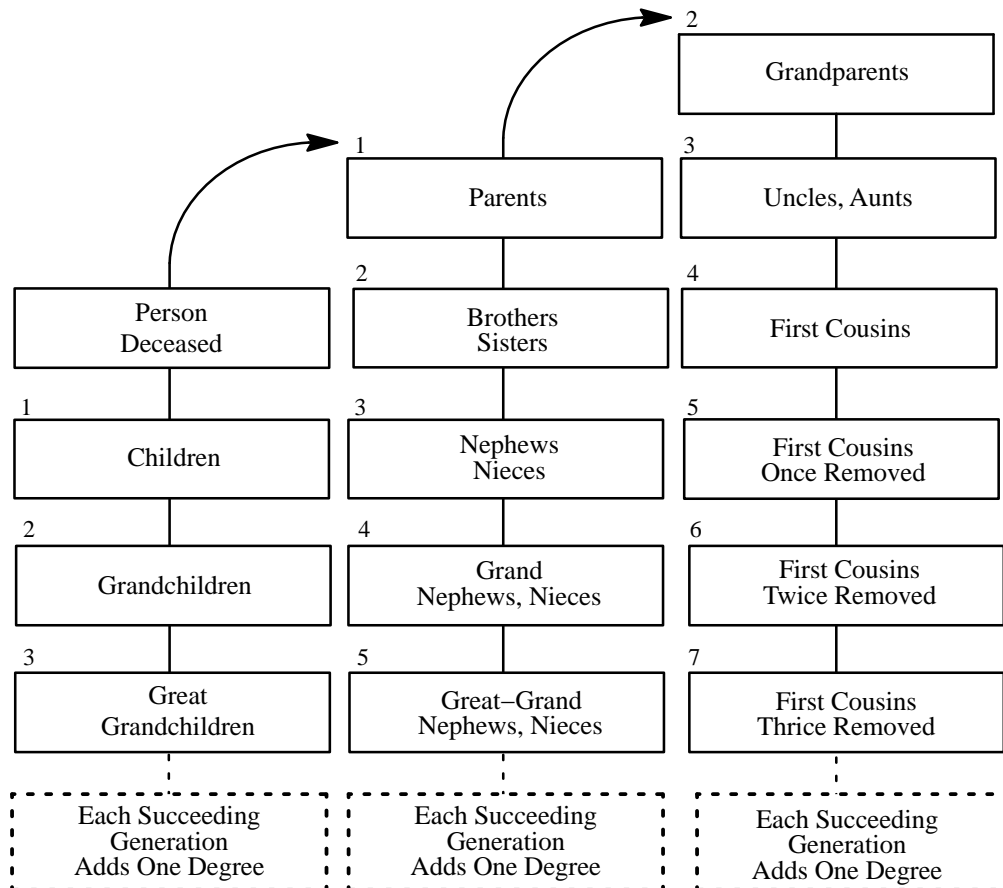 2
Grandparents
1
Parents
3
Uncles, Aunts
Person
Deceased
2
Brothers
Sisters
4
First Cousins
1
Children
3
Nephews
Nieces
5
First Cousins
Once Removed
2
Grandchildren
4
Grand
Nephews, Nieces
6
First Cousins
Twice Removed
3
Great
Grandchildren
5
Great–Grand
Nephews, Nieces
7
First Cousins
Thrice Removed
Each Succeeding
Generation
Adds One Degree
Each Succeeding
Generation
Adds One Degree
Each Succeeding
Generation
Adds One Degree